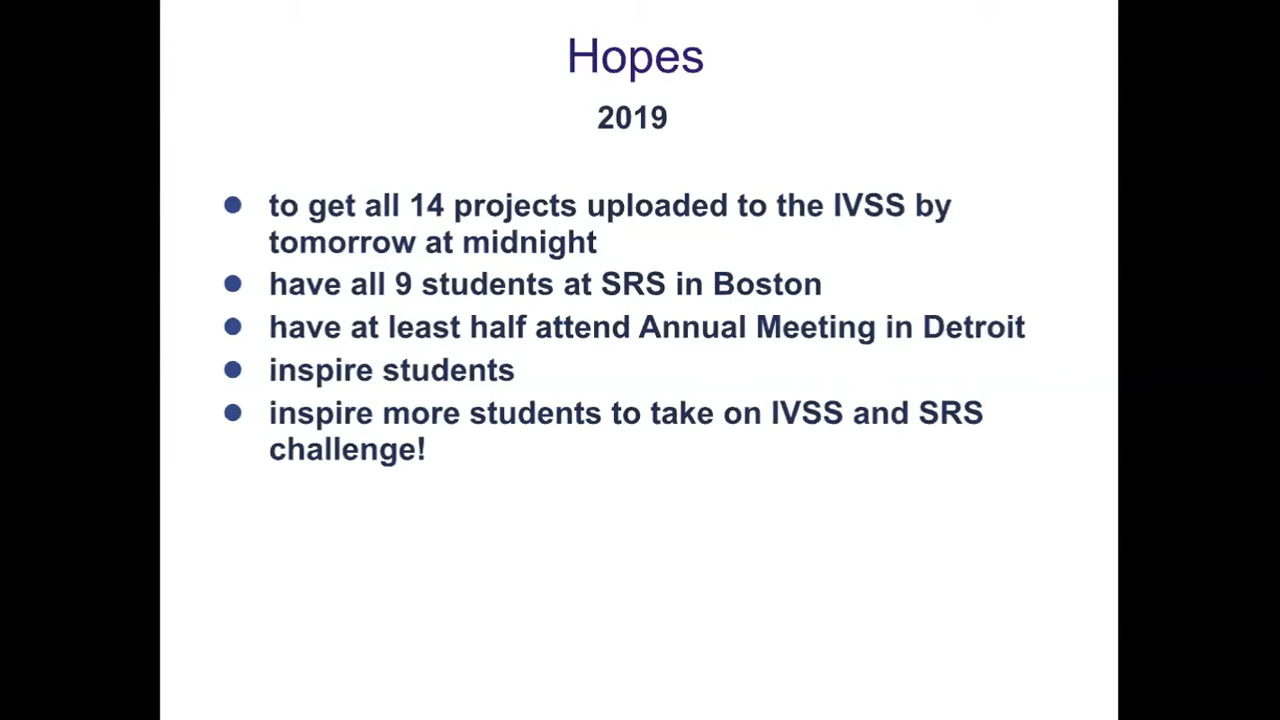 Hopes
2019
● to get all 14 projects uploaded to the IVSS by
tomorrow at midnight
● have all 9 students at SRS in Boston
● have at least half attend Annual Meeting in Detroit
● inspire students
● inspire more students to take on IVSS and SRS
challenge!